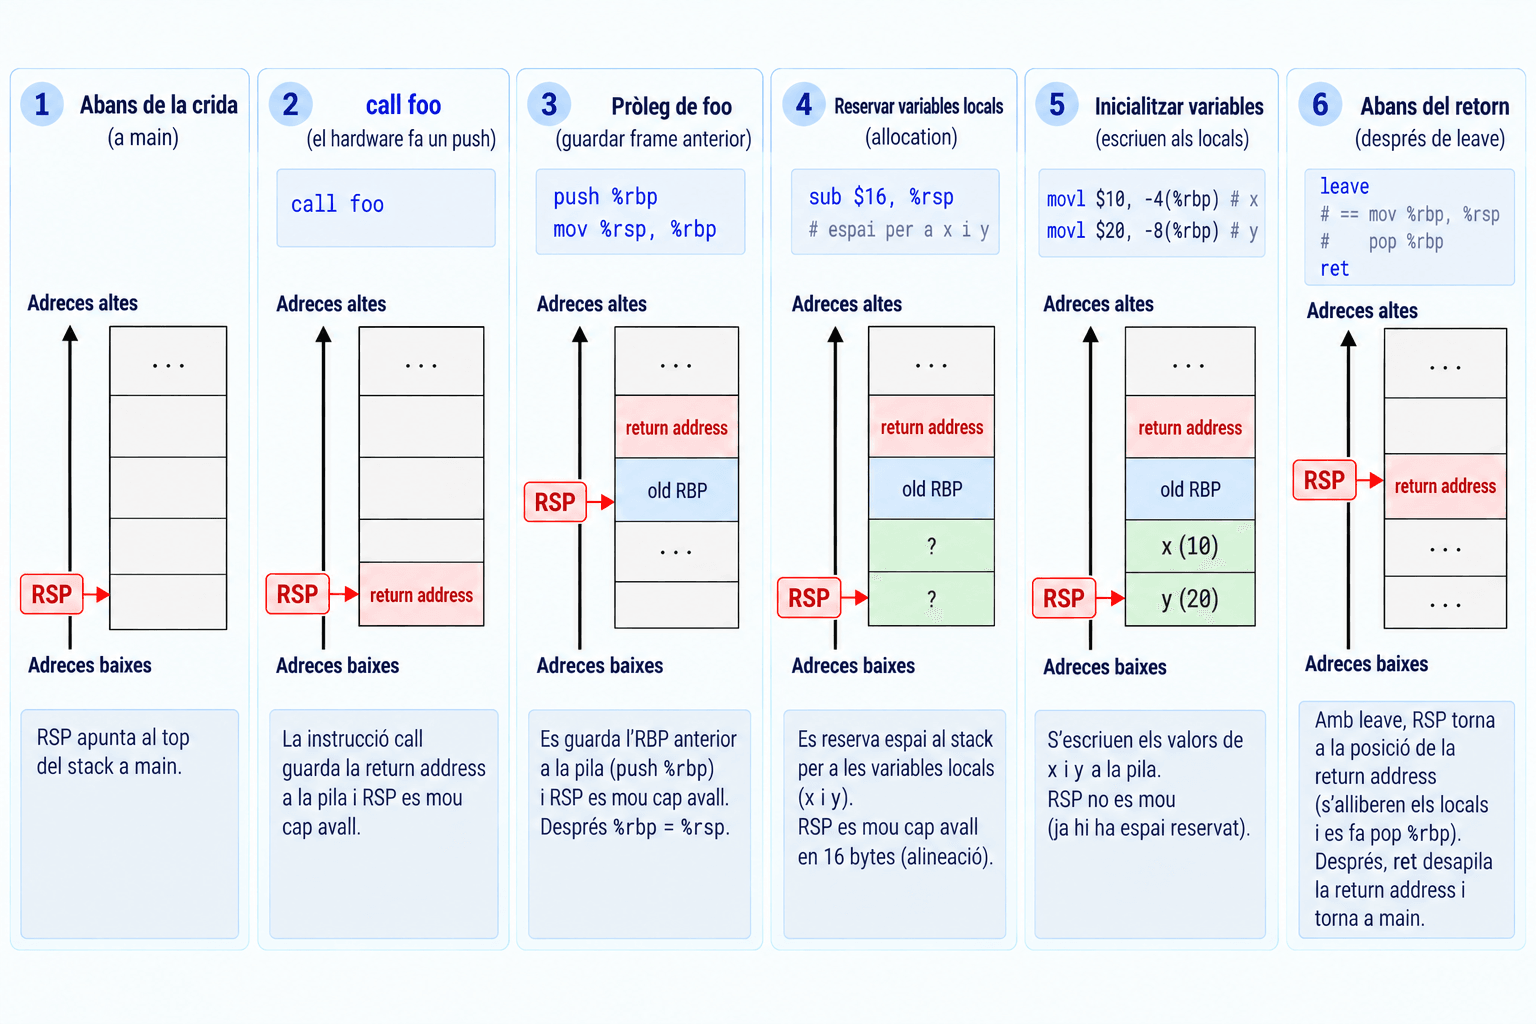 1
Abans de la crida
(a main)
Adreces altes
...
RSP
Adreces baixes
RSP apunta al top
del stack a main.
2
call foo
(el hardware fa un push)
call foo
Adreces altes
...
RSP
return address
Adreces baixes
La instrucció call
guarda la return address
a la pila i RSP es mou
cap avall.
3
Pròleg de foo
(guardar frame anterior)
push %rbp
mov %rsp, %rbp
Adreces altes
...
return address
RSP
old RBP
...
Adreces baixes
Es guarda l'RBP anterior
a la pila (push %rbp)
i RSP es mou cap avall.
Després %rbp = %rsp.
4
Reservar variables locals
(allocation)
sub $16, %rsp
# espai per a x i y
Adreces altes
...
return address
old RBP
?
RSP
?
Adreces baixes
Es reserva espai al stack
per a les variables locals
(x i y).
RSP es mou cap avall
en 16 bytes (alineació).
5
Inicialitzar variables
(escriuen als locals)
movl $10, -4(%rbp) # x
movl $20, -8(%rbp) # y
Adreces altes
...
return address
old RBP
x (10)
RSP
y (20)
Adreces baixes
S'escriuen els valors de
x i y a la pila.
RSP no es mou
(ja hi ha espai reservat).
6
Abans del retorn
(després de leave)
leave
# == mov %rbp, %rsp
#    pop %rbp
ret
Adreces altes
...
RSP
return address
...
...
Adreces baixes
Amb leave, RSP torna
a la posició de la
return address
(s'alliberen els locals
i es fa pop %rbp).
Després, ret desapila
la return address i
torna a main.